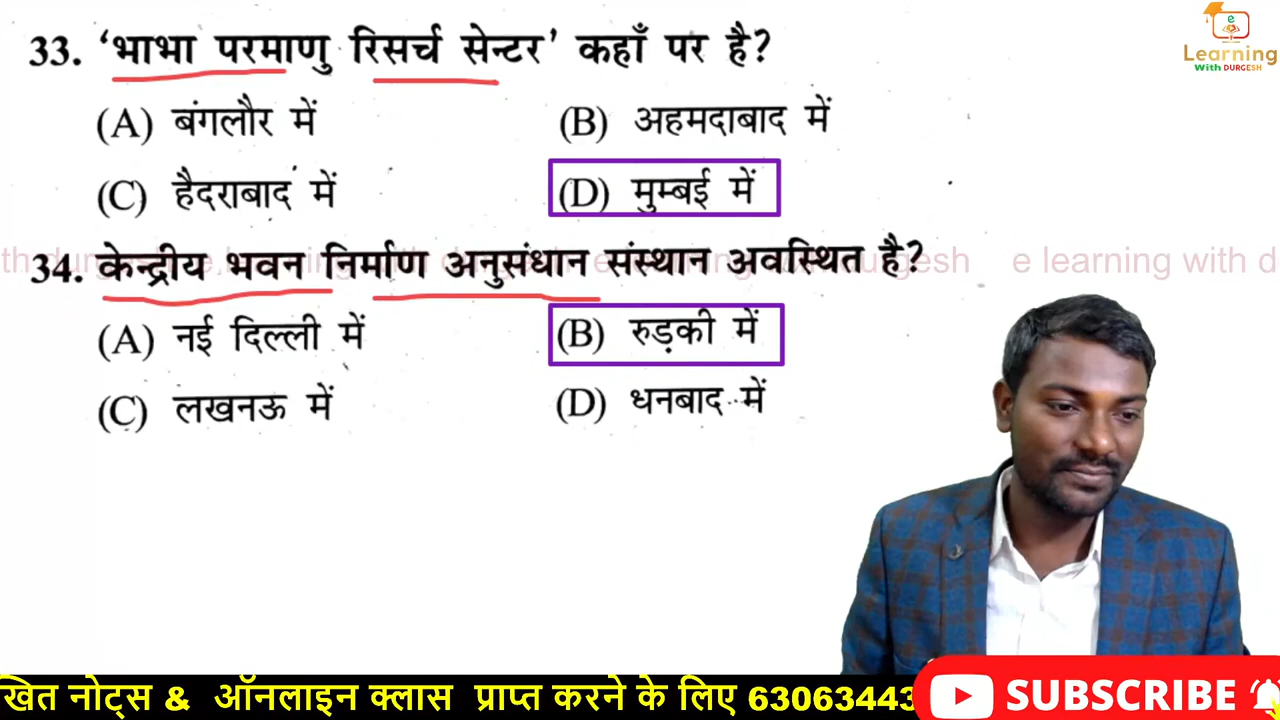 33. ‘भाभा परमाणु रिसर्च सेन्टर’ कहाँ पर है?
(A) बंगलौर में
(B) अहमदाबाद में
(C) हैदराबाद में
(D) मुम्बई में
34. केन्द्रीय भवन निर्माण अनुसंधान संस्थान अवस्थित है?
(A) नई दिल्ली में
(B) रुड़की में
(C) लखनऊ में
(D) धनबाद में
e
Learning
With DURGESH
e learning with d
खित नोट्स & ऑनलाइन क्लास प्राप्त करने के लिए 63063443
SUBSCRIBE